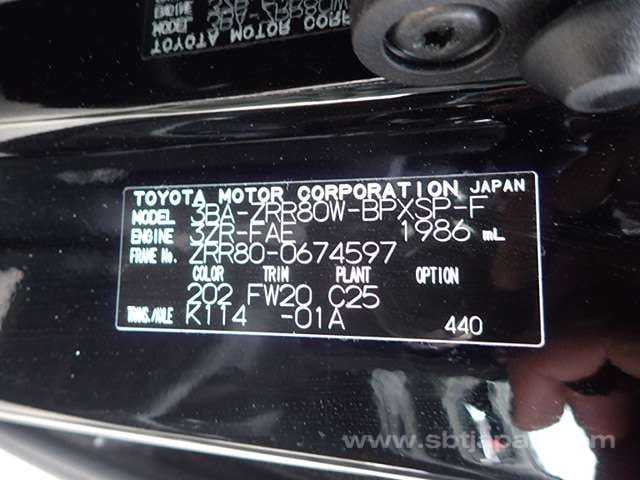 TOYOTA MOTOR CORPORATION JAPAN
MODEL 3BA-ZRR80W-BPXSP-F
ENGINE 3ZR-FAE 1986 mL
FRAME No. ZRR80-0674597
COLOR TRIM PLANT OPTION
202 FW20 C25
TRANS./AXLE K114 -01A 440
www.sbtjapan.com